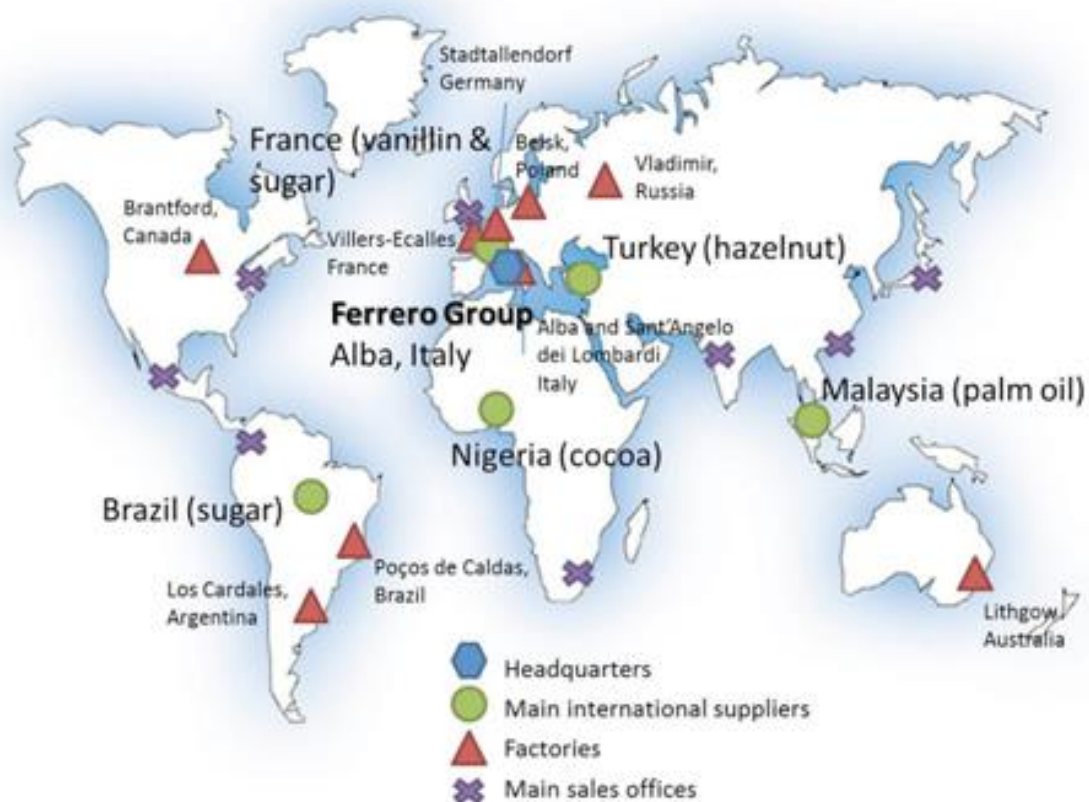 Stadtallendorf
Germany
France (vanillin &
sugar)
Belsk,
Poland
Vladimir,
Russia
Brantford,
Canada
Villers-Ecalles
France
Turkey (hazelnut)
Ferrero Group
Alba, Italy
Alba and Sant'Angelo
dei Lombardi
Italy
Malaysia (palm oil)
Nigeria (cocoa)
Brazil (sugar)
Poços de Caldas,
Brazil
Los Cardales,
Argentina
Lithgow,
Australia
Headquarters
Main international suppliers
Factories
Main sales offices